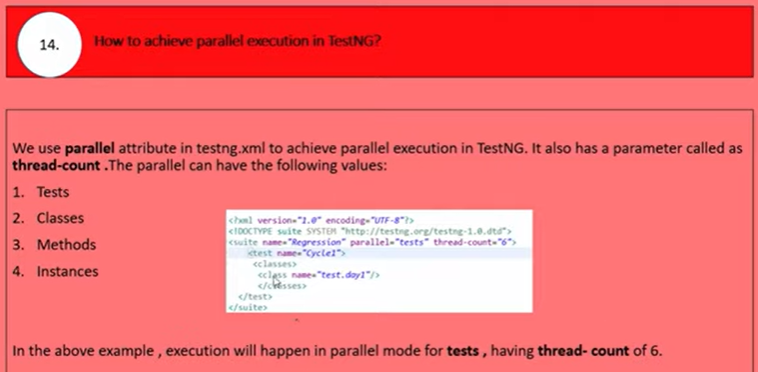 14.
How to achieve parallel execution in TestNG?
We use parallel attribute in testng.xml to achieve parallel execution in TestNG. It also has a parameter called as
thread-count .The parallel can have the following values:
1. Tests
2. Classes
3. Methods
4. Instances
<?xml version="1.0" encoding="UTF-8"?>
<!DOCTYPE suite SYSTEM "http://testng.org/testng-1.0.dtd">
<suite name="Regression" parallel="tests" thread-count="6">
<test name="Cycle1">
<classes>
<class name="test.day1"/>
</classes>
</test>
</suite>
In the above example , execution will happen in parallel mode for tests , having thread- count of 6.